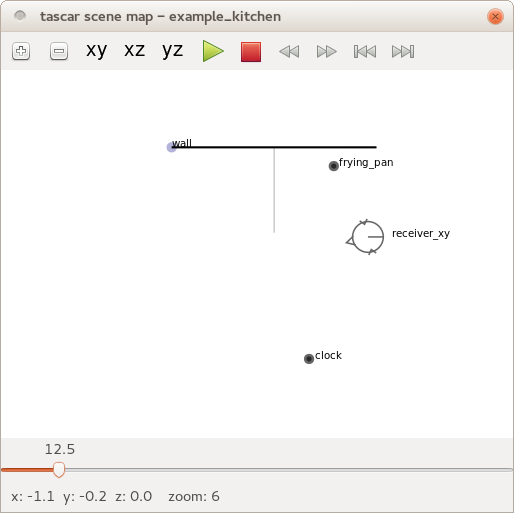 tascar scene map – example_kitchen
xy xz yz
wall
frying_pan
receiver_xy
clock
12.5
x: -1.1 y: -0.2 z: 0.0 zoom: 6